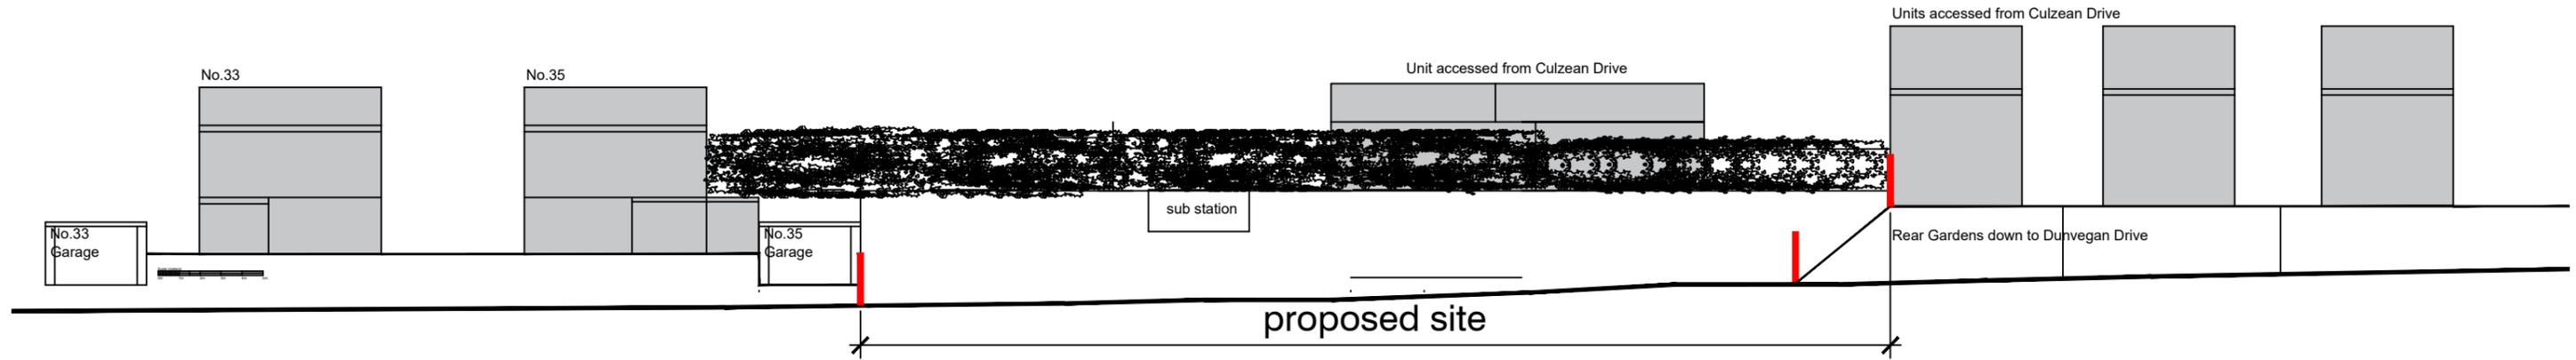 Units accessed from Culzean Drive
No.33
No.35
Unit accessed from Culzean Drive
sub station
No.33
Garage
No.35
Garage
Rear Gardens down to Dunvegan Drive
proposed site